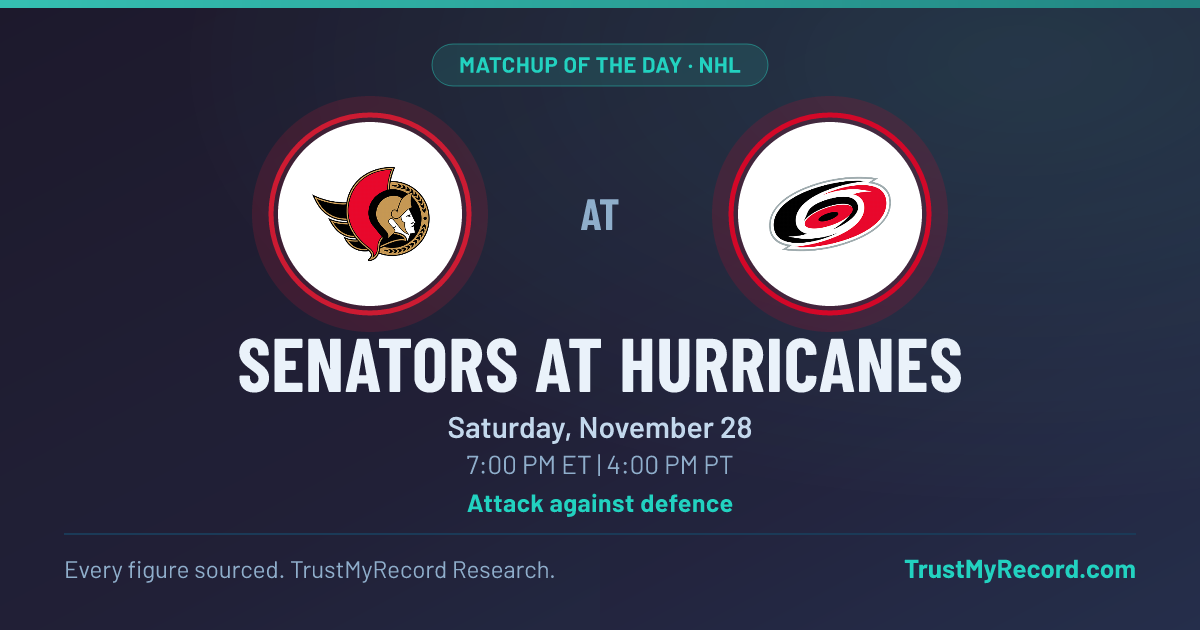 MATCHUP OF THE DAY · NHL
AT
SENATORS AT HURRICANES
Saturday, November 28
7:00 PM ET | 4:00 PM PT
Attack against defence
Every figure sourced. TrustMyRecord Research.
TrustMyRecord.com